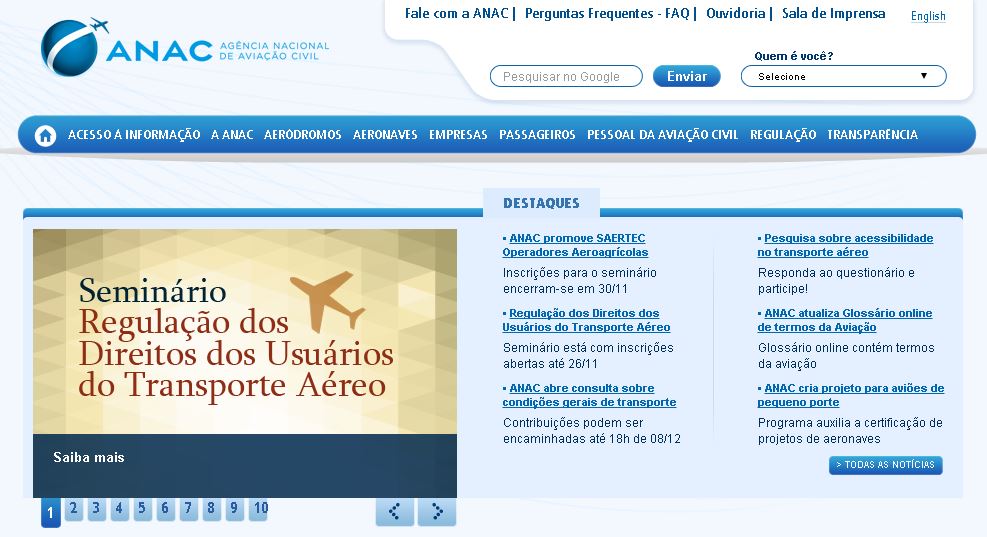 Fale com a ANAC | Perguntas Frequentes - FAQ | Ouvidoria | Sala de Imprensa English
ANAC AGÊNCIA NACIONAL
DE AVIAÇÃO CIVIL
Quem é você?
Pesquisar no Google Enviar Selecione
ACESSO A INFORMAÇÃO A ANAC AERÓDROMOS AERONAVES EMPRESAS PASSAGEIROS PESSOAL DA AVIAÇÃO CIVIL REGULAÇÃO TRANSPARÊNCIA
Seminário
Regulação dos
Direitos dos Usuários
do Transporte Aéreo
Saiba mais
1 2 3 4 5 6 7 8 9 10
DESTAQUES
ANAC promove SAERTEC
Operadores Aeroagrícolas
Inscrições para o seminário
encerram-se em 30/11
Regulação dos Direitos dos
Usuários do Transporte Aéreo
Seminário está com inscrições
abertas até 26/11
ANAC abre consulta sobre
condições gerais de transporte
Contribuições podem ser
encaminhadas até 18h de 08/12
Pesquisa sobre acessibilidade
no transporte aéreo
Responda ao questionário e
participe!
ANAC atualiza Glossário online
de termos da Aviação
Glossário online contém termos
da aviação
ANAC cria projeto para aviões de
pequeno porte
Programa auxilia a certificação de
projetos de aeronaves
> TODAS AS NOTÍCIAS